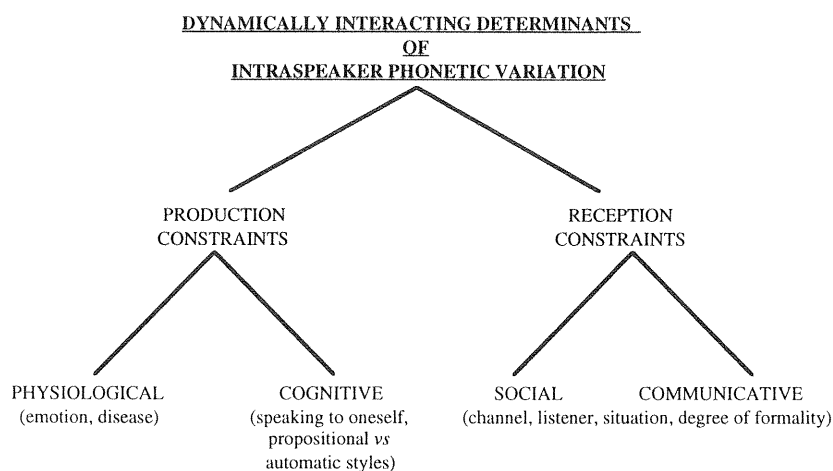 DYNAMICALLY INTERACTING DETERMINANTS
OF
INTRASPEAKER PHONETIC VARIATION
PRODUCTION
CONSTRAINTS
RECEPTION
CONSTRAINTS
PHYSIOLOGICAL
(emotion, disease)
COGNITIVE
(speaking to oneself,
propositional vs
automatic styles)
SOCIAL
COMMUNICATIVE
(channel, listener, situation, degree of formality)